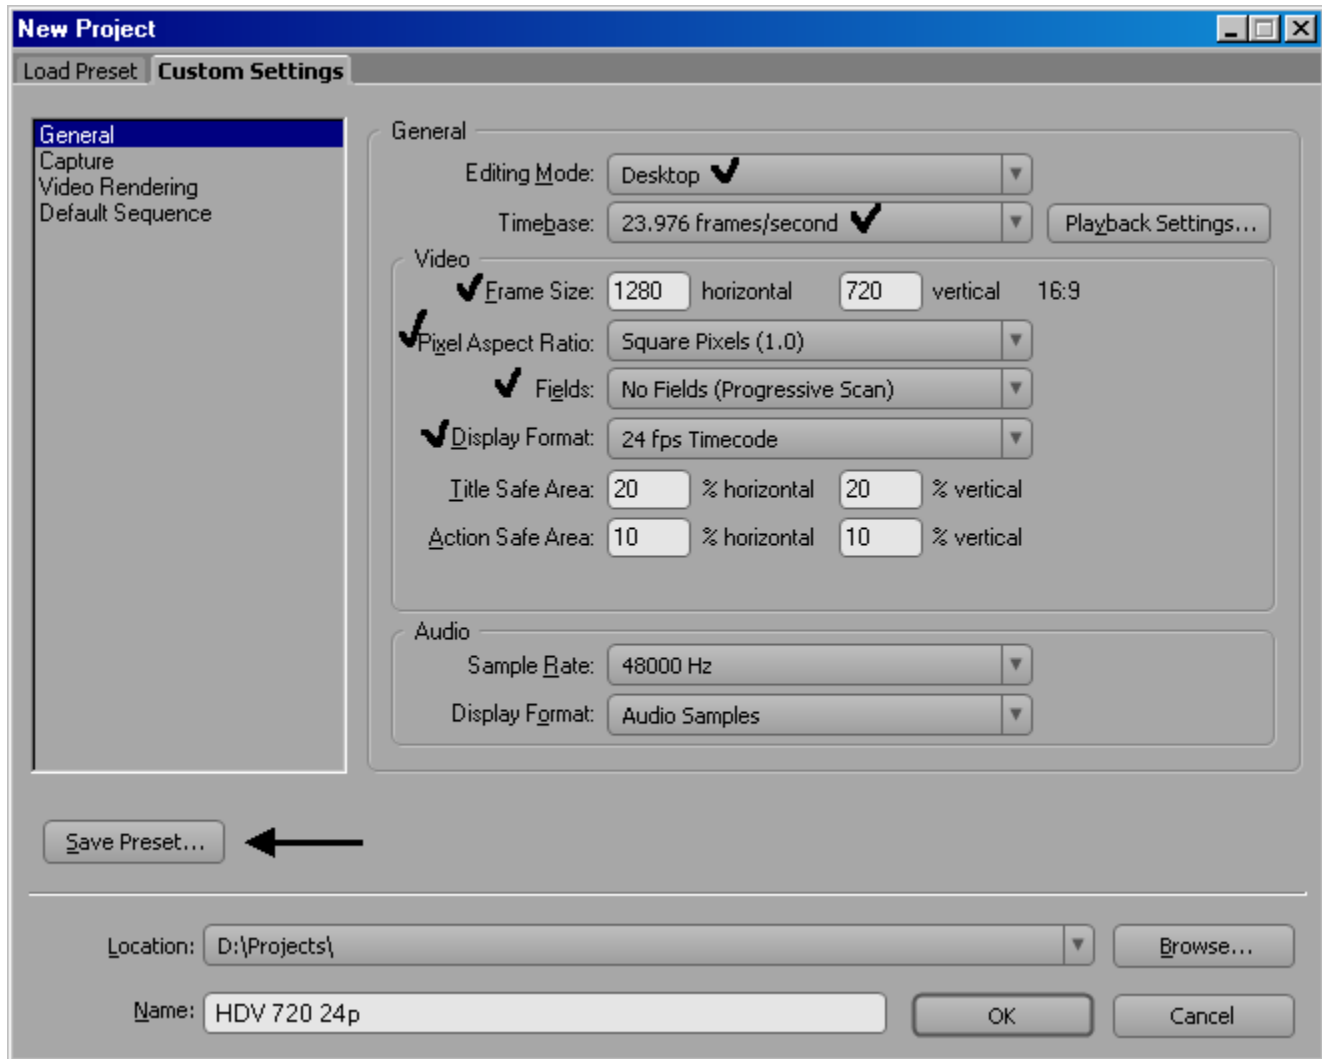 New Project
Load Preset Custom Settings
General
Capture
Video Rendering
Default Sequence
General
Editing Mode: Desktop
Timebase: 23.976 frames/second Playback Settings...
Video
Frame Size: 1280 horizontal 720 vertical 16:9
Pixel Aspect Ratio: Square Pixels (1.0)
Fields: No Fields (Progressive Scan)
Display Format: 24 fps Timecode
Title Safe Area: 20 % horizontal 20 % vertical
Action Safe Area: 10 % horizontal 10 % vertical
Audio
Sample Rate: 48000 Hz
Display Format: Audio Samples
Save Preset...
Location: D:\Projects\ Browse...
Name: HDV 720 24p OK Cancel